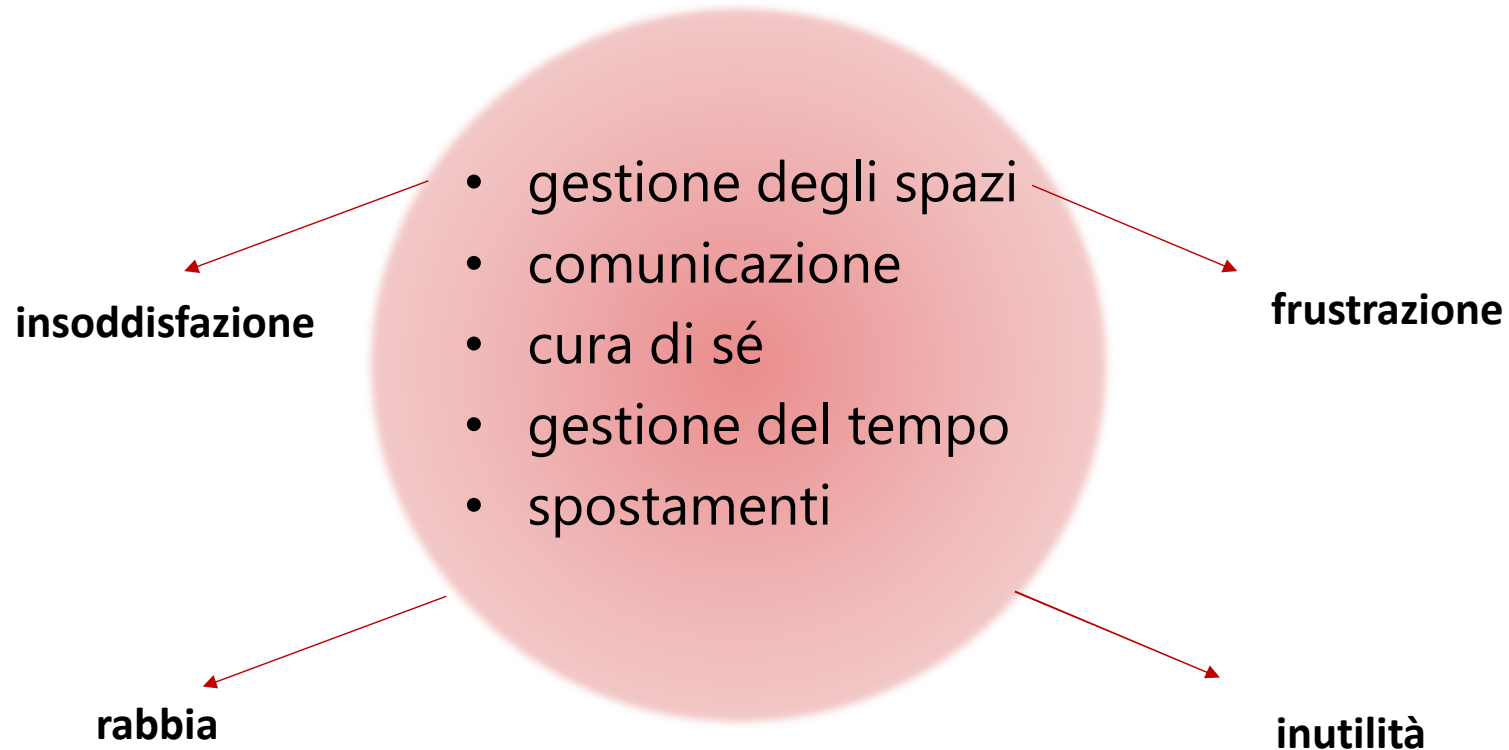 • gestione degli spazi
• comunicazione
• cura di sé
• gestione del tempo
• spostamenti
insoddisfazione
frustrazione
rabbia
inutilità